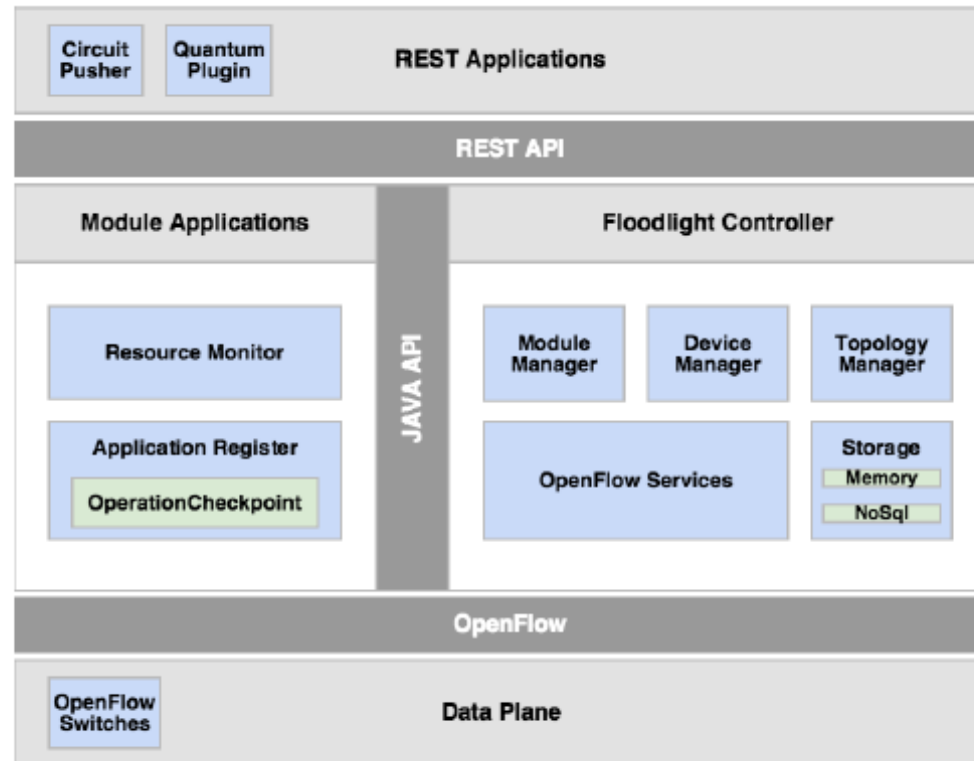 Circuit
Pusher
Quantum
Plugin
REST Applications
REST API
Module Applications
Floodlight Controller
JAVA API
Resource Monitor
Module
Manager
Device
Manager
Topology
Manager
Application Register
OperationCheckpoint
OpenFlow Services
Storage
Memory
NoSql
OpenFlow
OpenFlow
Switches
Data Plane